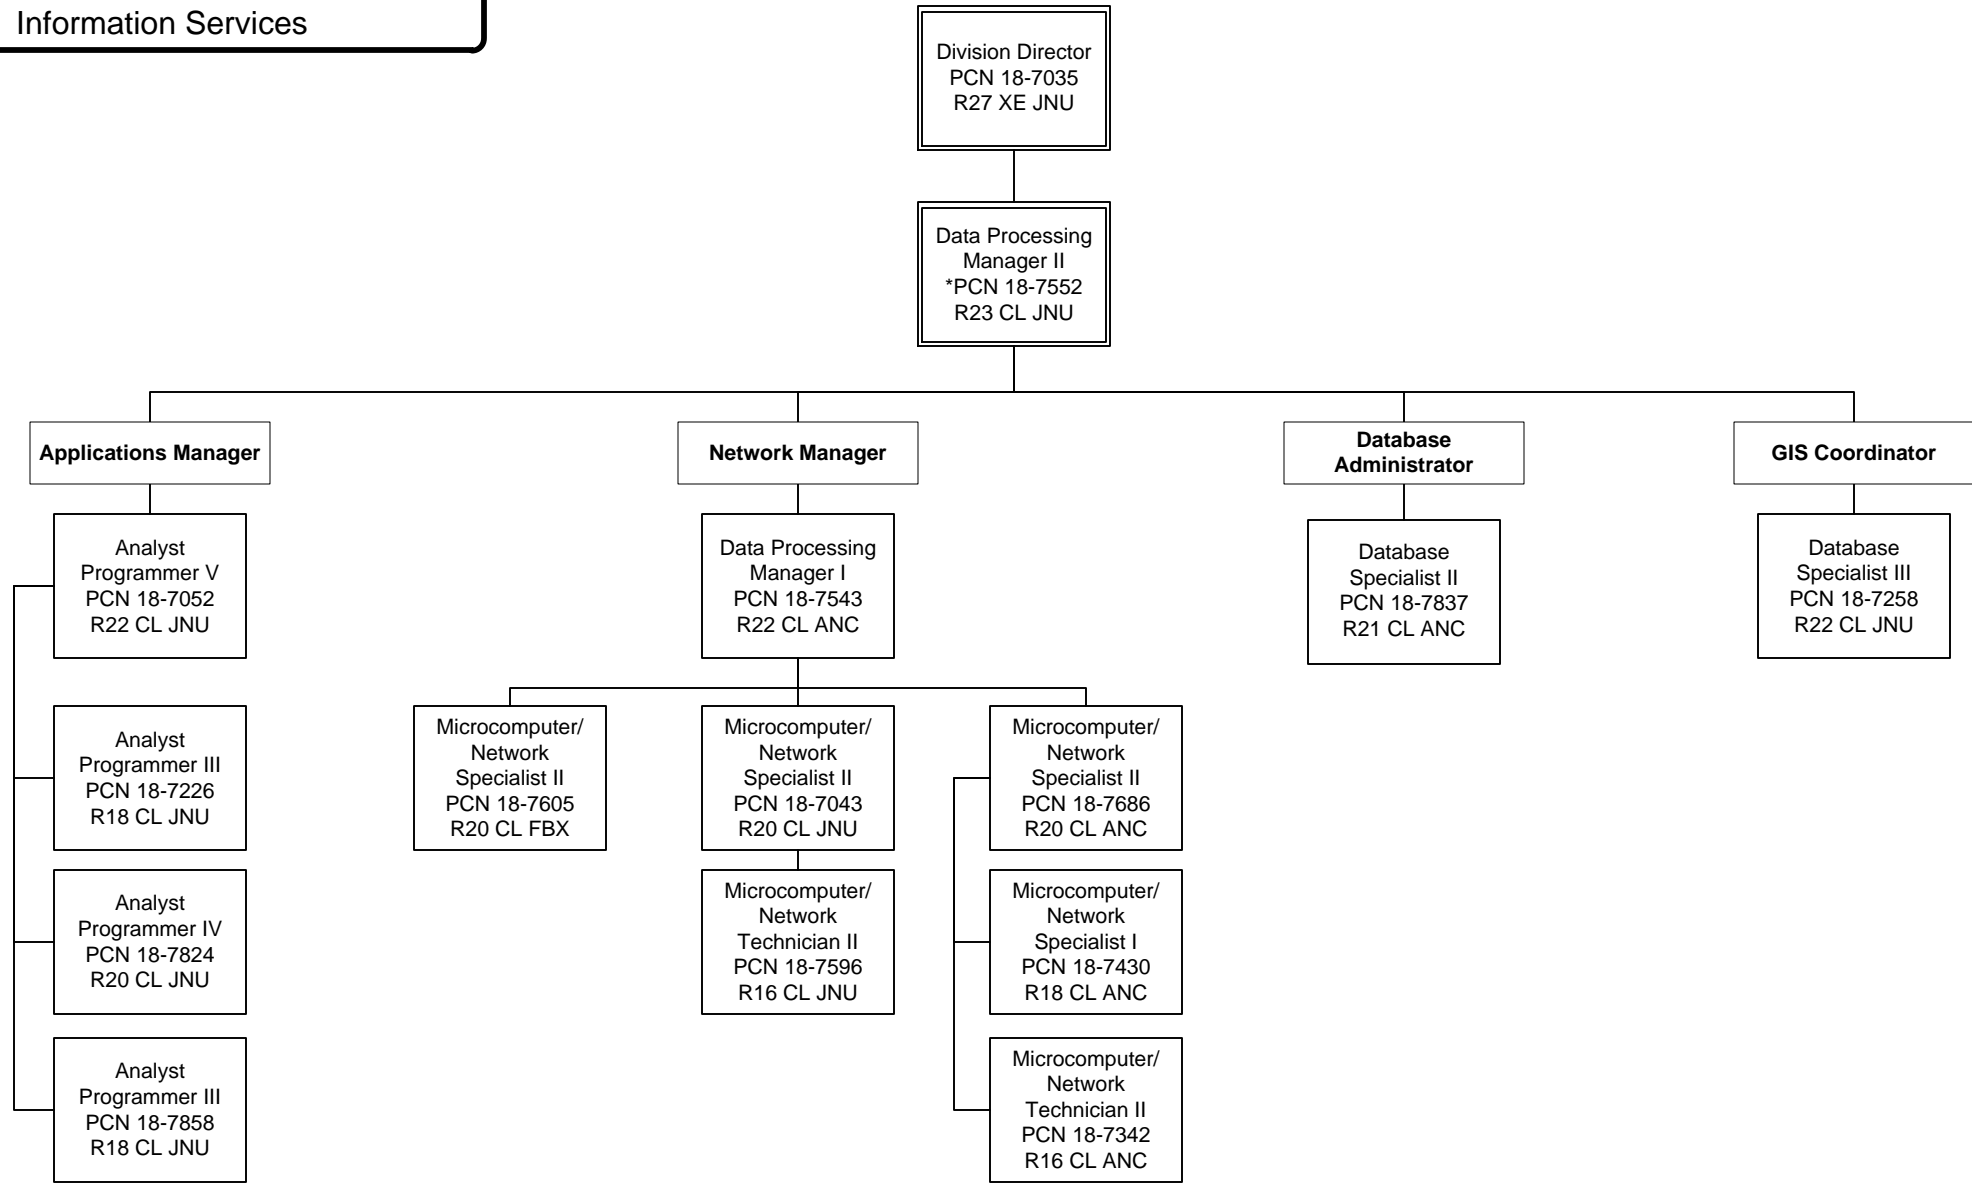 Information Services
Division Director
PCN 18-7035
R27 XE JNU
Data Processing
Manager II
*PCN 18-7552
R23 CL JNU
Applications Manager
Network Manager
Database
Administrator
GIS Coordinator
Analyst
Programmer V
PCN 18-7052
R22 CL JNU
Data Processing
Manager I
PCN 18-7543
R22 CL ANC
Database
Specialist II
PCN 18-7837
R21 CL ANC
Database
Specialist III
PCN 18-7258
R22 CL JNU
Analyst
Programmer III
PCN 18-7226
R18 CL JNU
Microcomputer/
Network
Specialist II
PCN 18-7605
R20 CL FBX
Microcomputer/
Network
Specialist II
PCN 18-7043
R20 CL JNU
Microcomputer/
Network
Specialist II
PCN 18-7686
R20 CL ANC
Analyst
Programmer IV
PCN 18-7824
R20 CL JNU
Microcomputer/
Network
Technician II
PCN 18-7596
R16 CL JNU
Microcomputer/
Network
Specialist I
PCN 18-7430
R18 CL ANC
Analyst
Programmer III
PCN 18-7858
R18 CL JNU
Microcomputer/
Network
Technician II
PCN 18-7342
R16 CL ANC